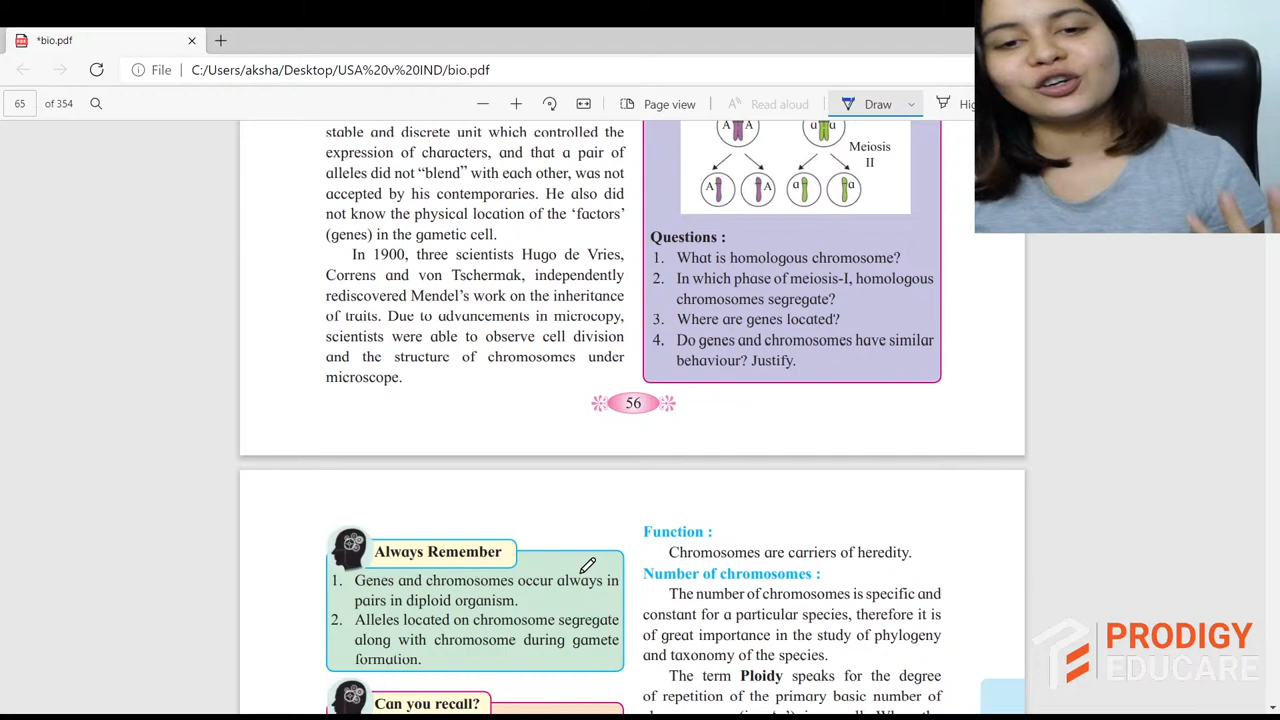 *bio.pdf
File
C:/Users/aksha/Desktop/USA%20v%20IND/bio.pdf
65
of 354
Page view
Read aloud
Draw
stable and discrete unit which controlled the
expression of characters, and that a pair of
alleles did not "blend" with each other, was not
accepted by his contemporaries. He also did
not know the physical location of the 'factors'
(genes) in the gametic cell.
In 1900, three scientists Hugo de Vries,
Correns and von Tschermak, independently
rediscovered Mendel's work on the inheritance
of traits. Due to advancements in microcopy,
scientists were able to observe cell division
and the structure of chromosomes under
microscope.
A A
a a
Meiosis
II
A
A
a
a
Questions :
1. What is homologous chromosome?
2. In which phase of meiosis-I, homologous
chromosomes segregate?
3. Where are genes located?
4. Do genes and chromosomes have similar
behaviour? Justify.
56
Always Remember
1. Genes and chromosomes occur always in
pairs in diploid organism.
2. Alleles located on chromosome segregate
along with chromosome during gamete
formation.
Can you recall?
Function :
Chromosomes are carriers of heredity.
Number of chromosomes :
The number of chromosomes is specific and
constant for a particular species, therefore it is
of great importance in the study of phylogeny
and taxonomy of the species.
The term Ploidy speaks for the degree
of repetition of the primary basic number of
PRODIGY
EDUCARE